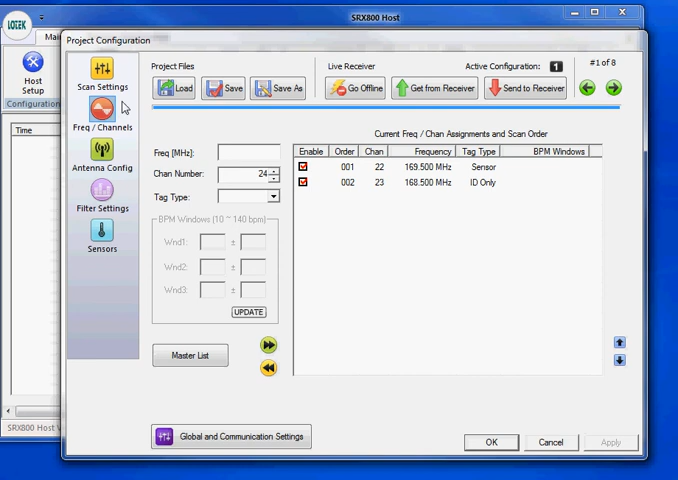 SRX800 Host
LOTEK
Mai
Host
Setup
Configuration
Time
SRX800 Host V
Project Configuration
Scan Settings
Freq / Channels
Antenna Config
Filter Settings
Sensors
Project Files
Load
Save
Save As
Live Receiver
Active Configuration: 1
#1 of 8
Go Offline
Get from Receiver
Send to Receiver
Current Freq / Chan Assignments and Scan Order
Freq [MHz]:
Chan Number: 24
Tag Type:
BPM Windows (10 ~ 140 bpm)
Wnd1: ±
Wnd2: ±
Wnd3: ±
UPDATE
Master List
Enable Order Chan Frequency Tag Type BPM Windows
001 22 169.500 MHz Sensor
002 23 168.500 MHz ID Only
Global and Communication Settings
OK
Cancel
Apply